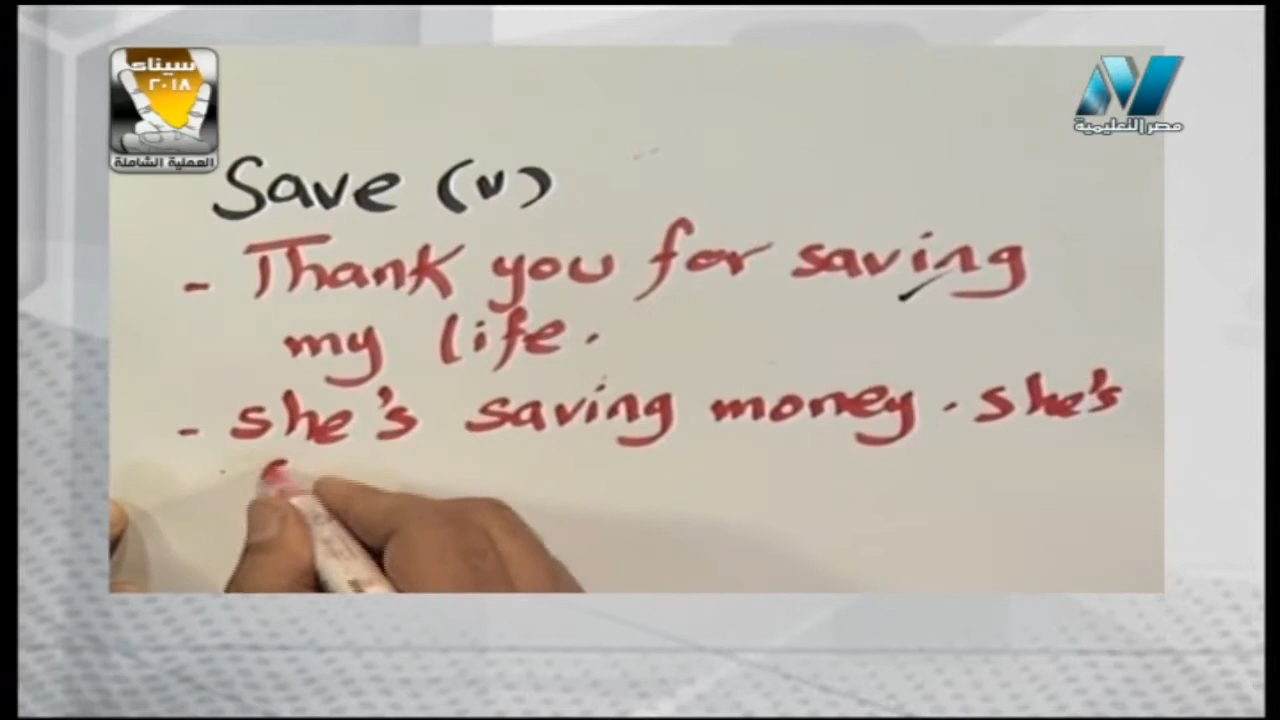 سيناء
٢٠١٨
العملية الشاملة
مصر التعليمية
Save (v)
- Thank you for saving
my life.
- she's saving money. she's